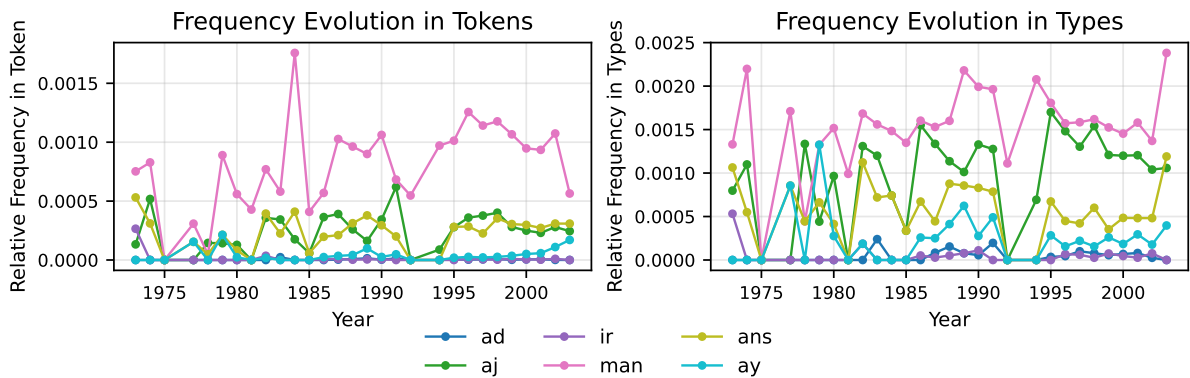 Frequency Evolution in Tokens
Relative Frequency in Token
0.0015
0.0010
0.0005
0.0000
1975 1980 1985 1990 1995 2000
Year
Frequency Evolution in Types
Relative Frequency in Types
0.0025
0.0020
0.0015
0.0010
0.0005
0.0000
1975 1980 1985 1990 1995 2000
Year
ad ir ans
aj man ay